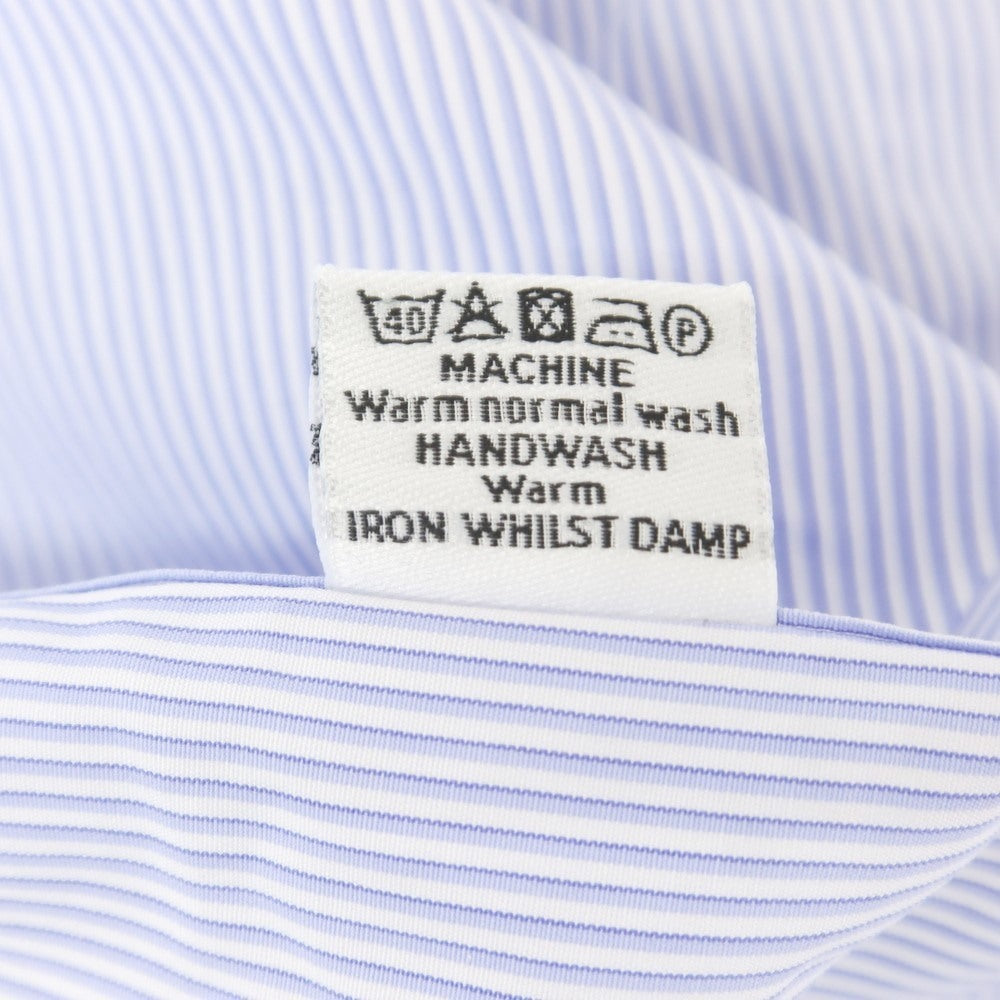 40 P
MACHINE
Warm normal wash
HANDWASH
Warm
IRON WHILST DAMP